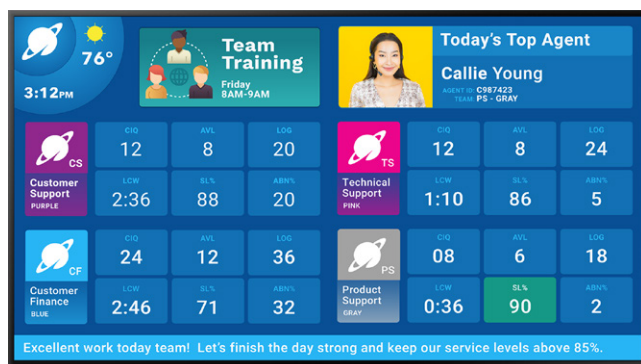 76°
3:12PM
Team
Training
Friday
8AM-9AM
Today's Top Agent
Callie Young
AGENT ID: C987423
TEAM: PS - GRAY
CS
Customer
Support
PURPLE
CIQ AVL LOG
12 8 20
LCW SL% ABN%
2:36 88 20
TS
Technical
Support
PINK
CIQ AVL LOG
12 8 24
LCW SL% ABN%
1:10 86 5
CF
Customer
Finance
BLUE
CIQ AVL LOG
24 12 36
LCW SL% ABN%
2:46 71 32
PS
Product
Support
GRAY
CIQ AVL LOG
08 6 18
LCW SL% ABN%
0:36 90 2
Excellent work today team! Let's finish the day strong and keep our service levels above 85%.